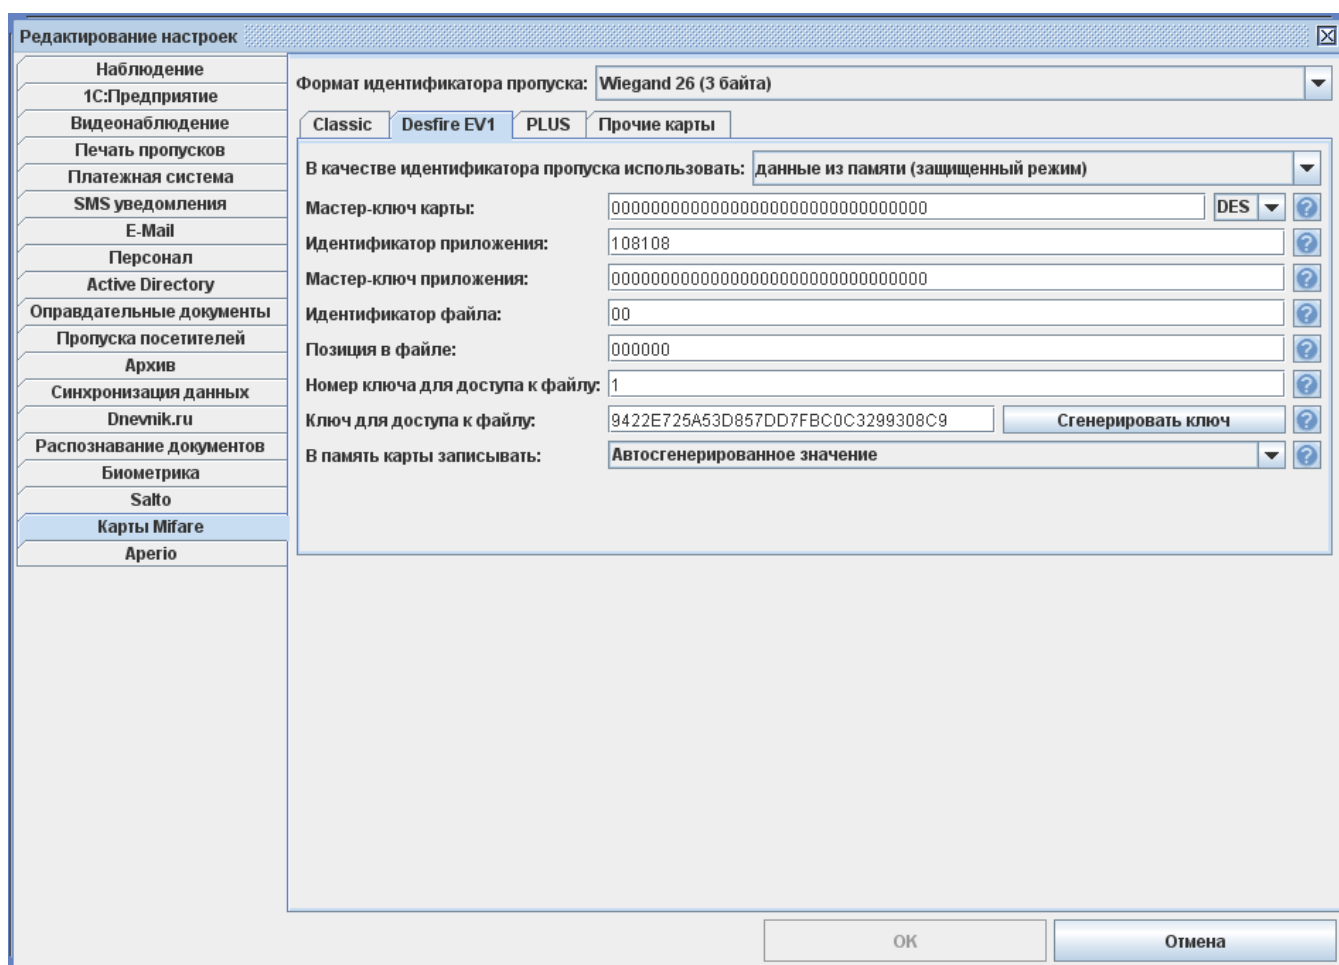 Редактирование настроек
Наблюдение
1С:Предприятие
Видеонаблюдение
Печать пропусков
Платежная система
SMS уведомления
E-Mail
Персонал
Active Directory
Оправдательные документы
Пропуска посетителей
Архив
Синхронизация данных
Dnevnik.ru
Распознавание документов
Биометрика
Salto
Карты Mifare
Aperio
Формат идентификатора пропуска: Wiegand 26 (3 байта)
Classic Desfire EV1 PLUS Прочие карты
В качестве идентификатора пропуска использовать: данные из памяти (защищенный режим)
Мастер-ключ карты: 00000000000000000000000000000000 DES
Идентификатор приложения: 108108
Мастер-ключ приложения: 00000000000000000000000000000000
Идентификатор файла: 00
Позиция в файле: 000000
Номер ключа для доступа к файлу: 1
Ключ для доступа к файлу: 9422E725A53D857DD7FBC0C3299308C9 Сгенерировать ключ
В память карты записывать: Автосгенерированное значение
ОК Отмена